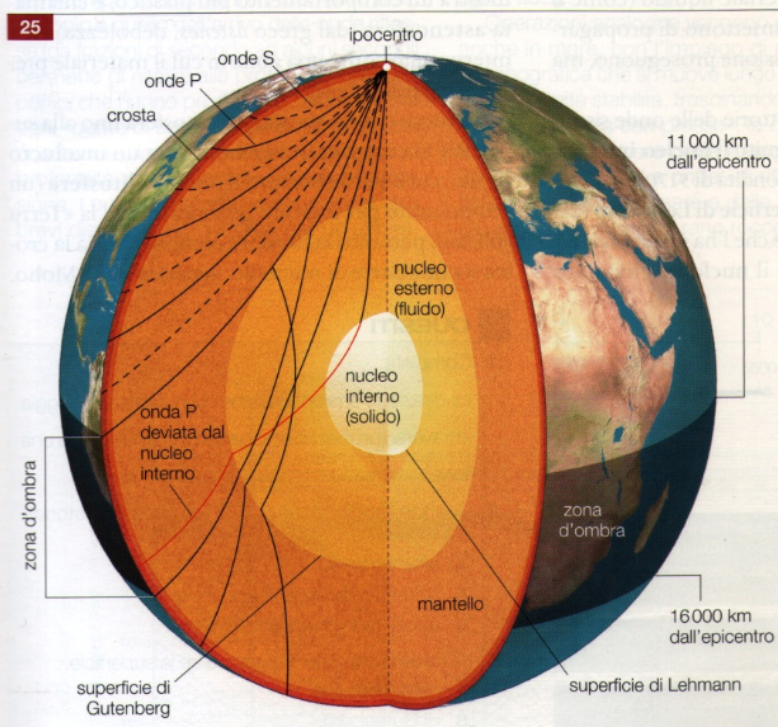 25
ipocentro
onde S
onde P
crosta
11 000 km
dall'epicentro
nucleo
esterno
(fluido)
nucleo
interno
(solido)
onda P
deviata dal
nucleo
interno
zona d'ombra
zona
d'ombra
mantello
16 000 km
dall'epicentro
superficie di
Gutenberg
superficie di Lehmann